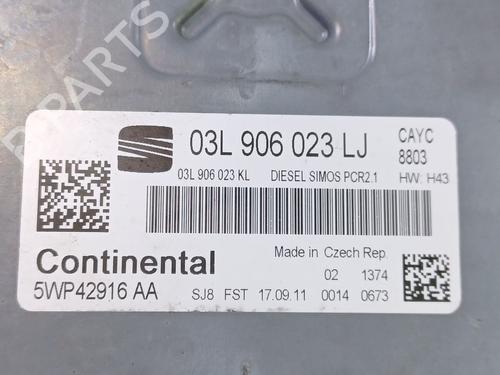 B PARTS
03L 906 023 LJ CAYC
8803
03L 906 023 KL DIESEL SIMOS PCR2.1 HW: H43
Continental Made in Czech Rep.
02 1374
5WP42916 AA SJ8 FST 17.09.11 0014 0673